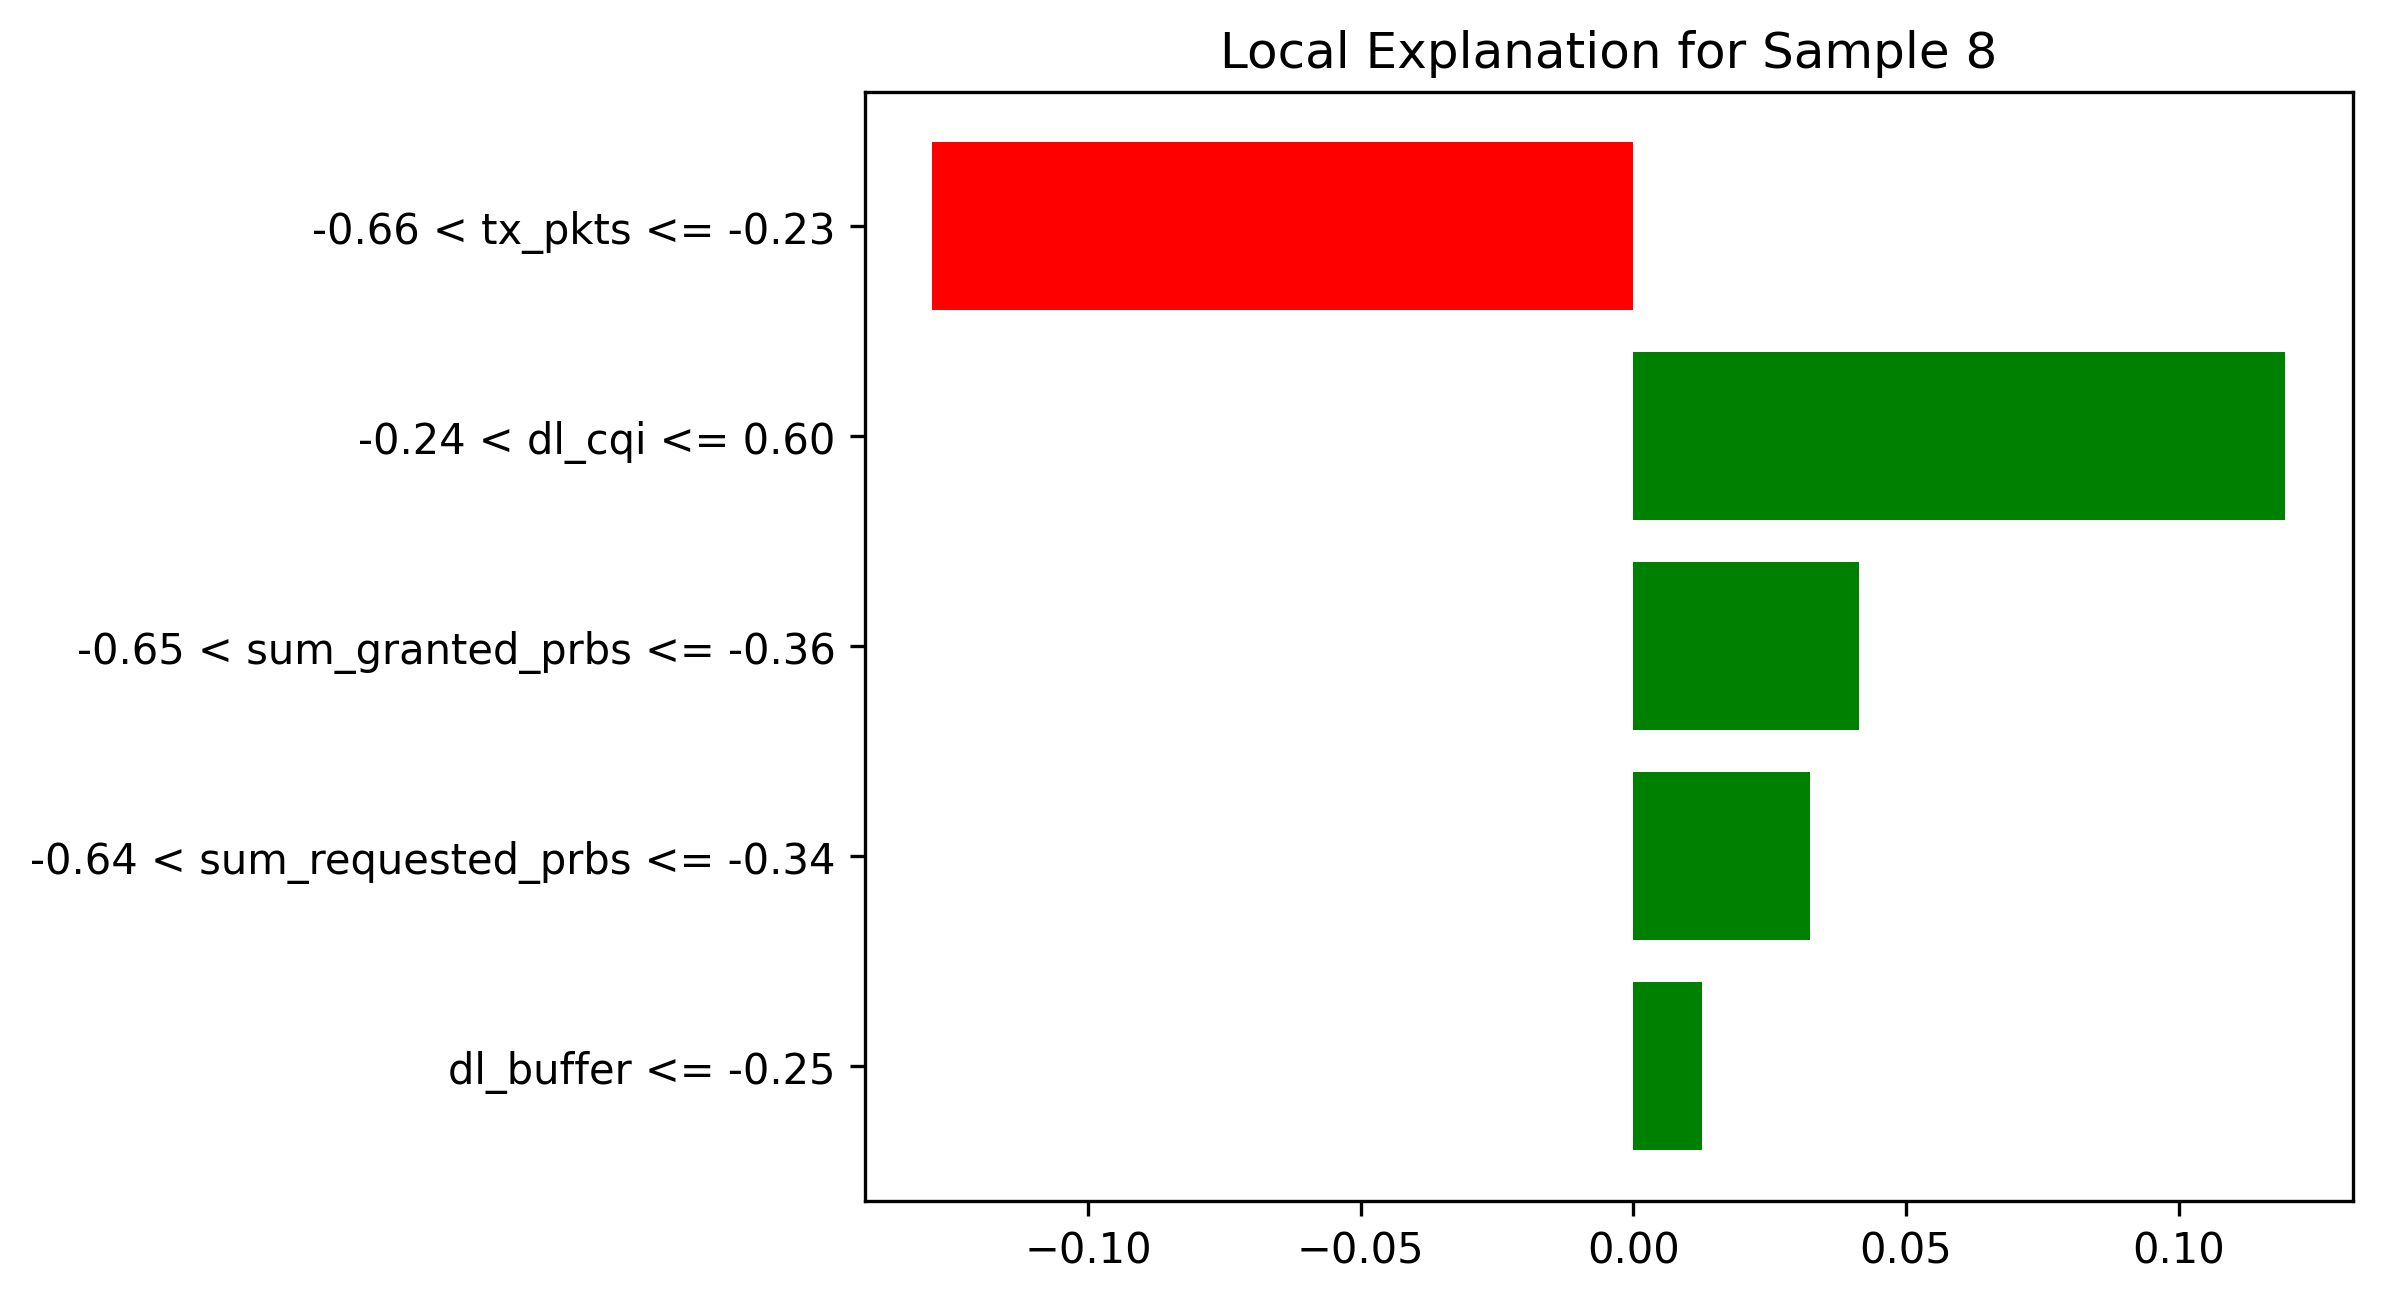 Local Explanation for Sample 8
-0.66 < tx_pkts <= -0.23
-0.24 < dl_cqi <= 0.60
-0.65 < sum_granted_prbs <= -0.36
-0.64 < sum_requested_prbs <= -0.34
dl_buffer <= -0.25
−0.10 −0.05 0.00 0.05 0.10